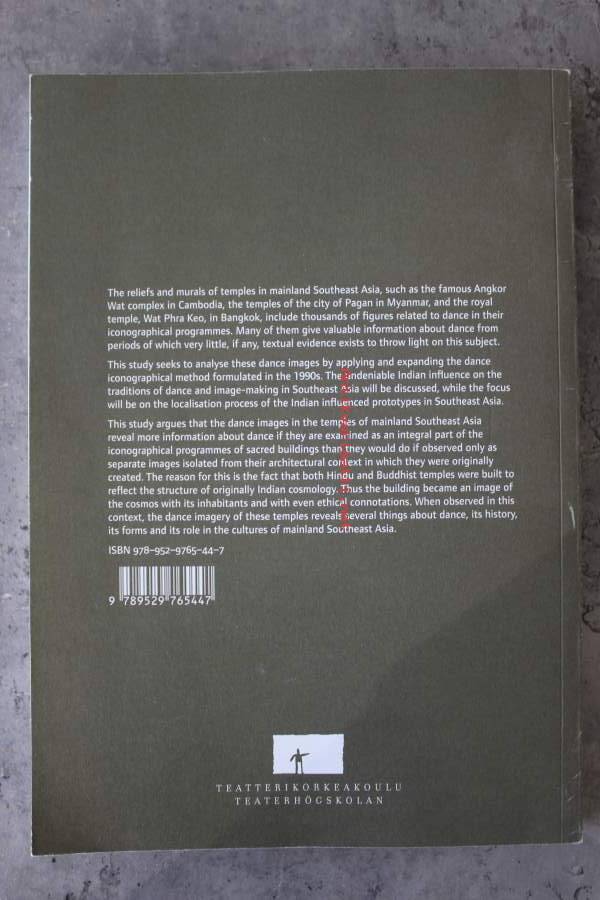 The reliefs and murals of temples in mainland Southeast Asia, such as the famous Angkor
Wat complex in Cambodia, the temples of the city of Pagan in Myanmar, and the royal
temple, Wat Phra Keo, in Bangkok, include thousands of figures related to dance in their
iconographical programmes. Many of them give valuable information about dance from
periods of which very little, if any, textual evidence exists to throw light on this subject.
This study seeks to analyse these dance images by applying and expanding the dance
iconographical method formulated in the 1990s. The undeniable Indian influence on the
traditions of dance and image-making in Southeast Asia will be discussed, while the focus
will be on the localisation process of the Indian influenced prototypes in Southeast Asia.
This study argues that the dance images in the temples of mainland Southeast Asia
reveal more information about dance if they are examined as an integral part of the
iconographical programmes of sacred buildings than they would do if observed only as
separate images isolated from their architectural context in which they were originally
created. The reason for this is the fact that both Hindu and Buddhist temples were built to
reflect the structure of originally Indian cosmology. Thus the building became an image of
the cosmos with its inhabitants and with even ethical connotations. When observed in this
context, the dance imagery of these temples reveals several things about dance, its history,
its forms and its role in the cultures of mainland Southeast Asia.
ISBN 978-952-9765-44-7
9 789529 765447
TEATTERIKORKEAKOULU
TEATERHÖGSKOLAN